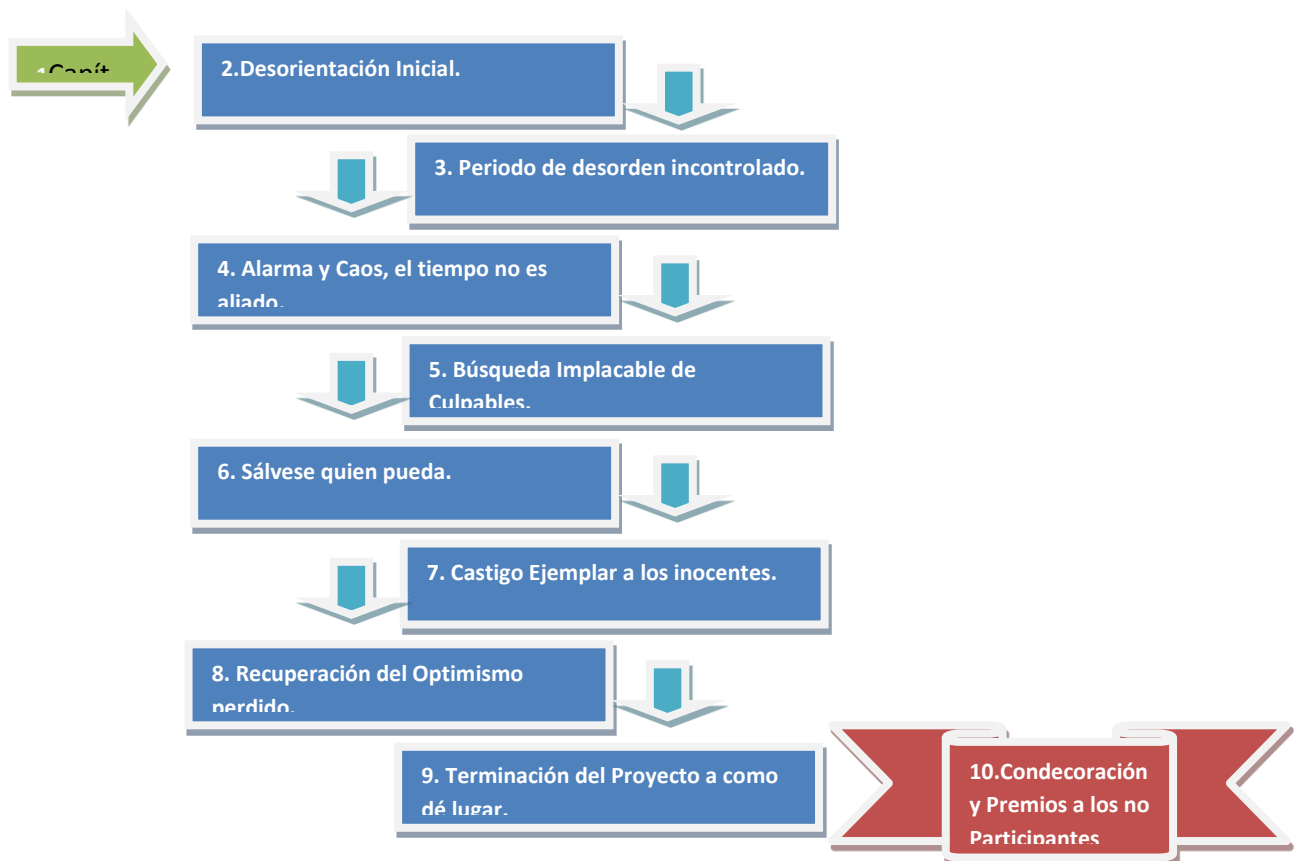 2.Desorientación Inicial.
3. Periodo de desorden incontrolado.
4. Alarma y Caos, el tiempo no es
aliado.
5. Búsqueda Implacable de
Culpables.
6. Sálvese quien pueda.
7. Castigo Ejemplar a los inocentes.
8. Recuperación del Optimismo
perdido.
9. Terminación del Proyecto a como
dé lugar.
10.Condecoración
y Premios a los no
Participantes